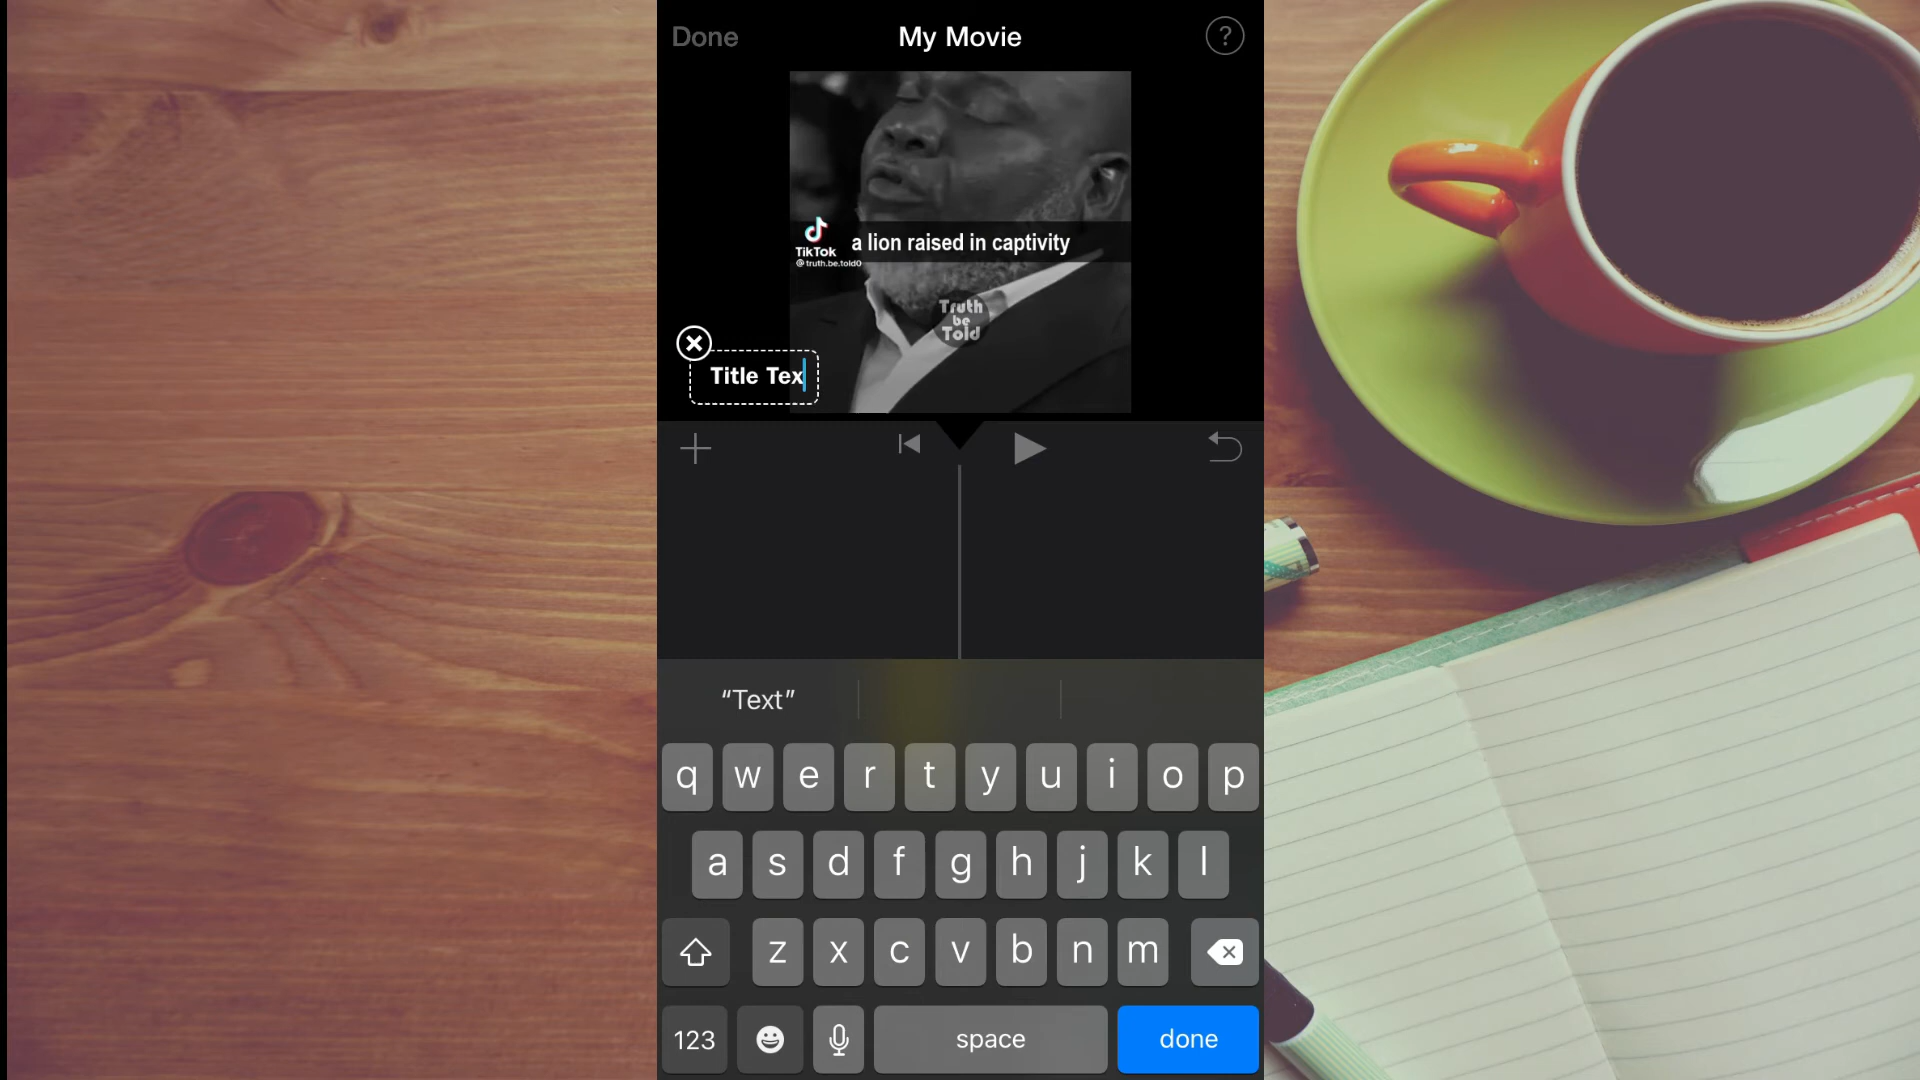 Done
My Movie
?
a lion raised in captivity
TikTok
@truth.be.told0
Truth
be
Told
Title Tex
“Text”
q w e r t y u i o p
a s d f g h j k l
z x c v b n m
123
space
done